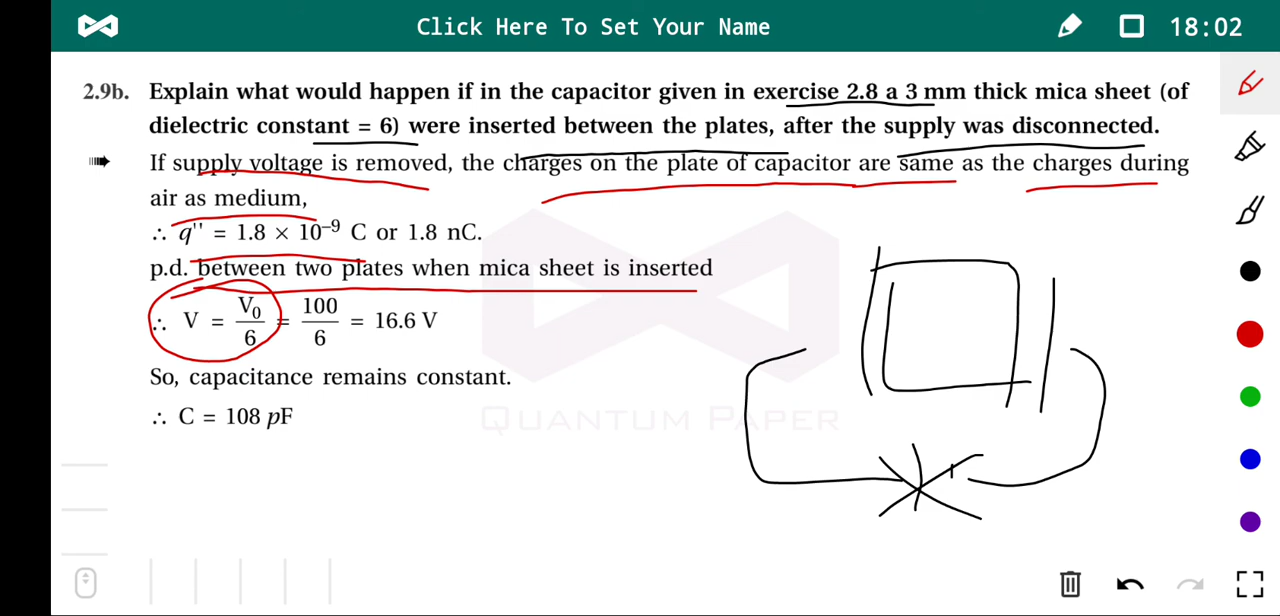 Click Here To Set Your Name
18:02
2.9b. Explain what would happen if in the capacitor given in exercise 2.8 a 3 mm thick mica sheet (of
dielectric constant = 6) were inserted between the plates, after the supply was disconnected.
➠ If supply voltage is removed, the charges on the plate of capacitor are same as the charges during
air as medium,
∴ q'' = 1.8 × 10⁻⁹ C or 1.8 nC.
p.d. between two plates when mica sheet is inserted
∴ V = V₀/6 = 100/6 = 16.6 V
So, capacitance remains constant.
∴ C = 108 pF
QUANTUM PAPER